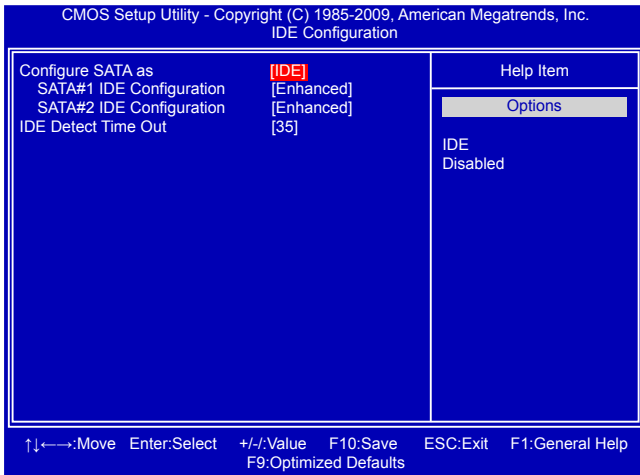 CMOS Setup Utility - Copyright (C) 1985-2009, American Megatrends, Inc.
IDE Configuration
Configure SATA as [IDE]
SATA#1 IDE Configuration [Enhanced]
SATA#2 IDE Configuration [Enhanced]
IDE Detect Time Out [35]
Help Item
Options
IDE
Disabled
↑↓←→:Move Enter:Select +/-/:Value F10:Save ESC:Exit F1:General Help
F9:Optimized Defaults